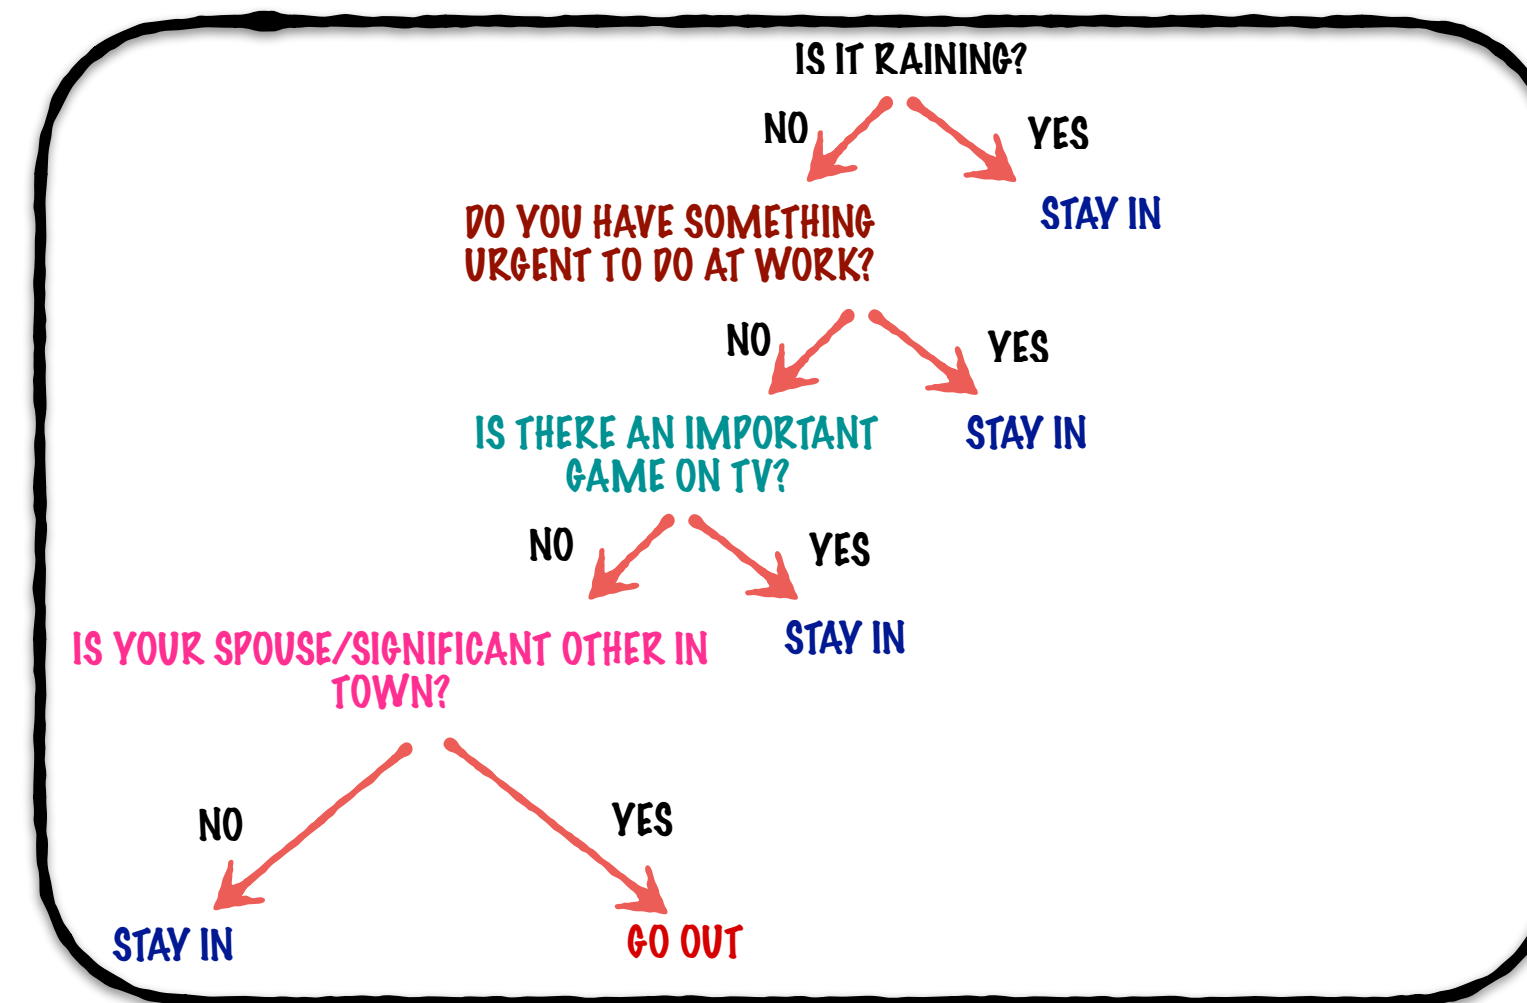 IS IT RAINING?
NO
YES
STAY IN
DO YOU HAVE SOMETHING
URGENT TO DO AT WORK?
NO
YES
IS THERE AN IMPORTANT
GAME ON TV?
STAY IN
NO
YES
IS YOUR SPOUSE/SIGNIFICANT OTHER IN
TOWN?
STAY IN
NO
YES
STAY IN
GO OUT